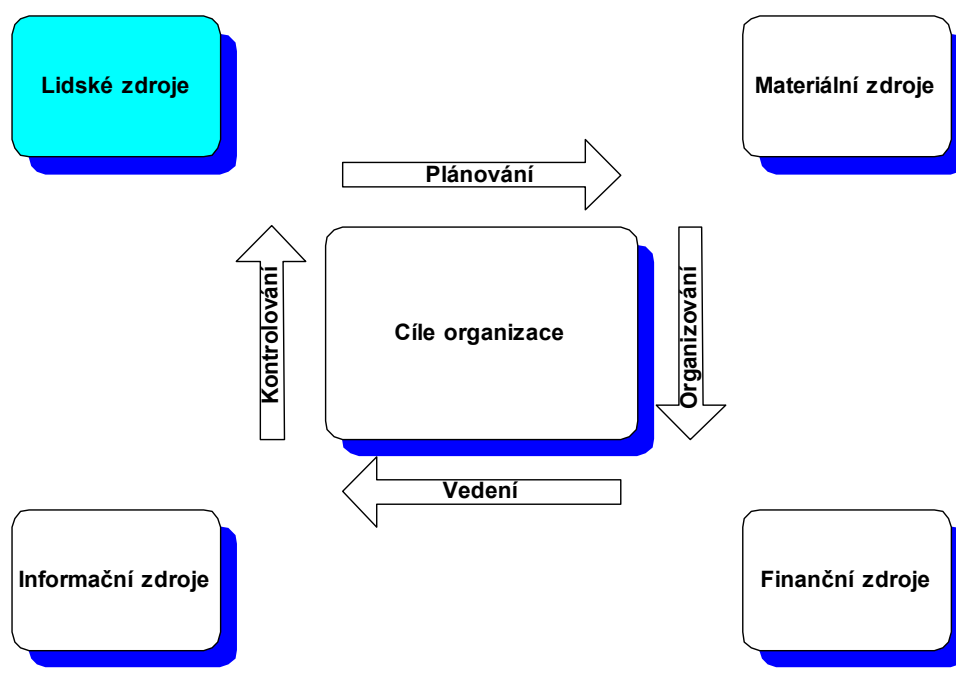 Lidské zdroje
Materiální zdroje
Plánování
Kontrolování
Cíle organizace
Organizování
Vedení
Informační zdroje
Finanční zdroje